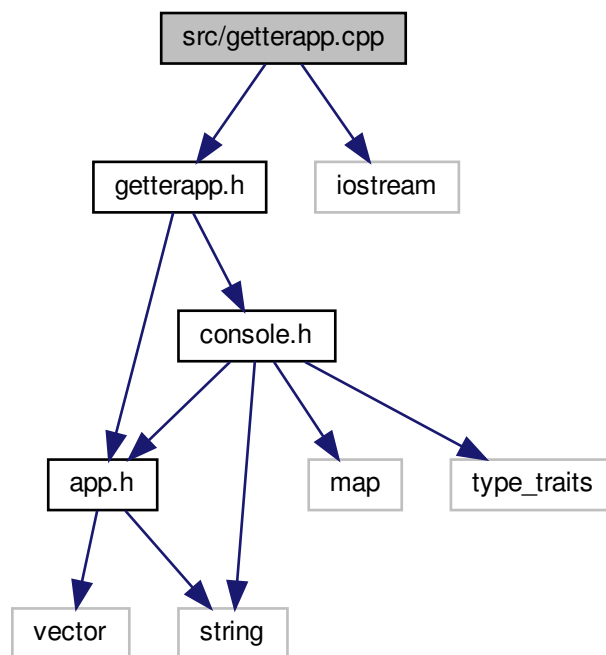 src/getterapp.cpp
getterapp.h
iostream
console.h
app.h
map
type_traits
vector
string